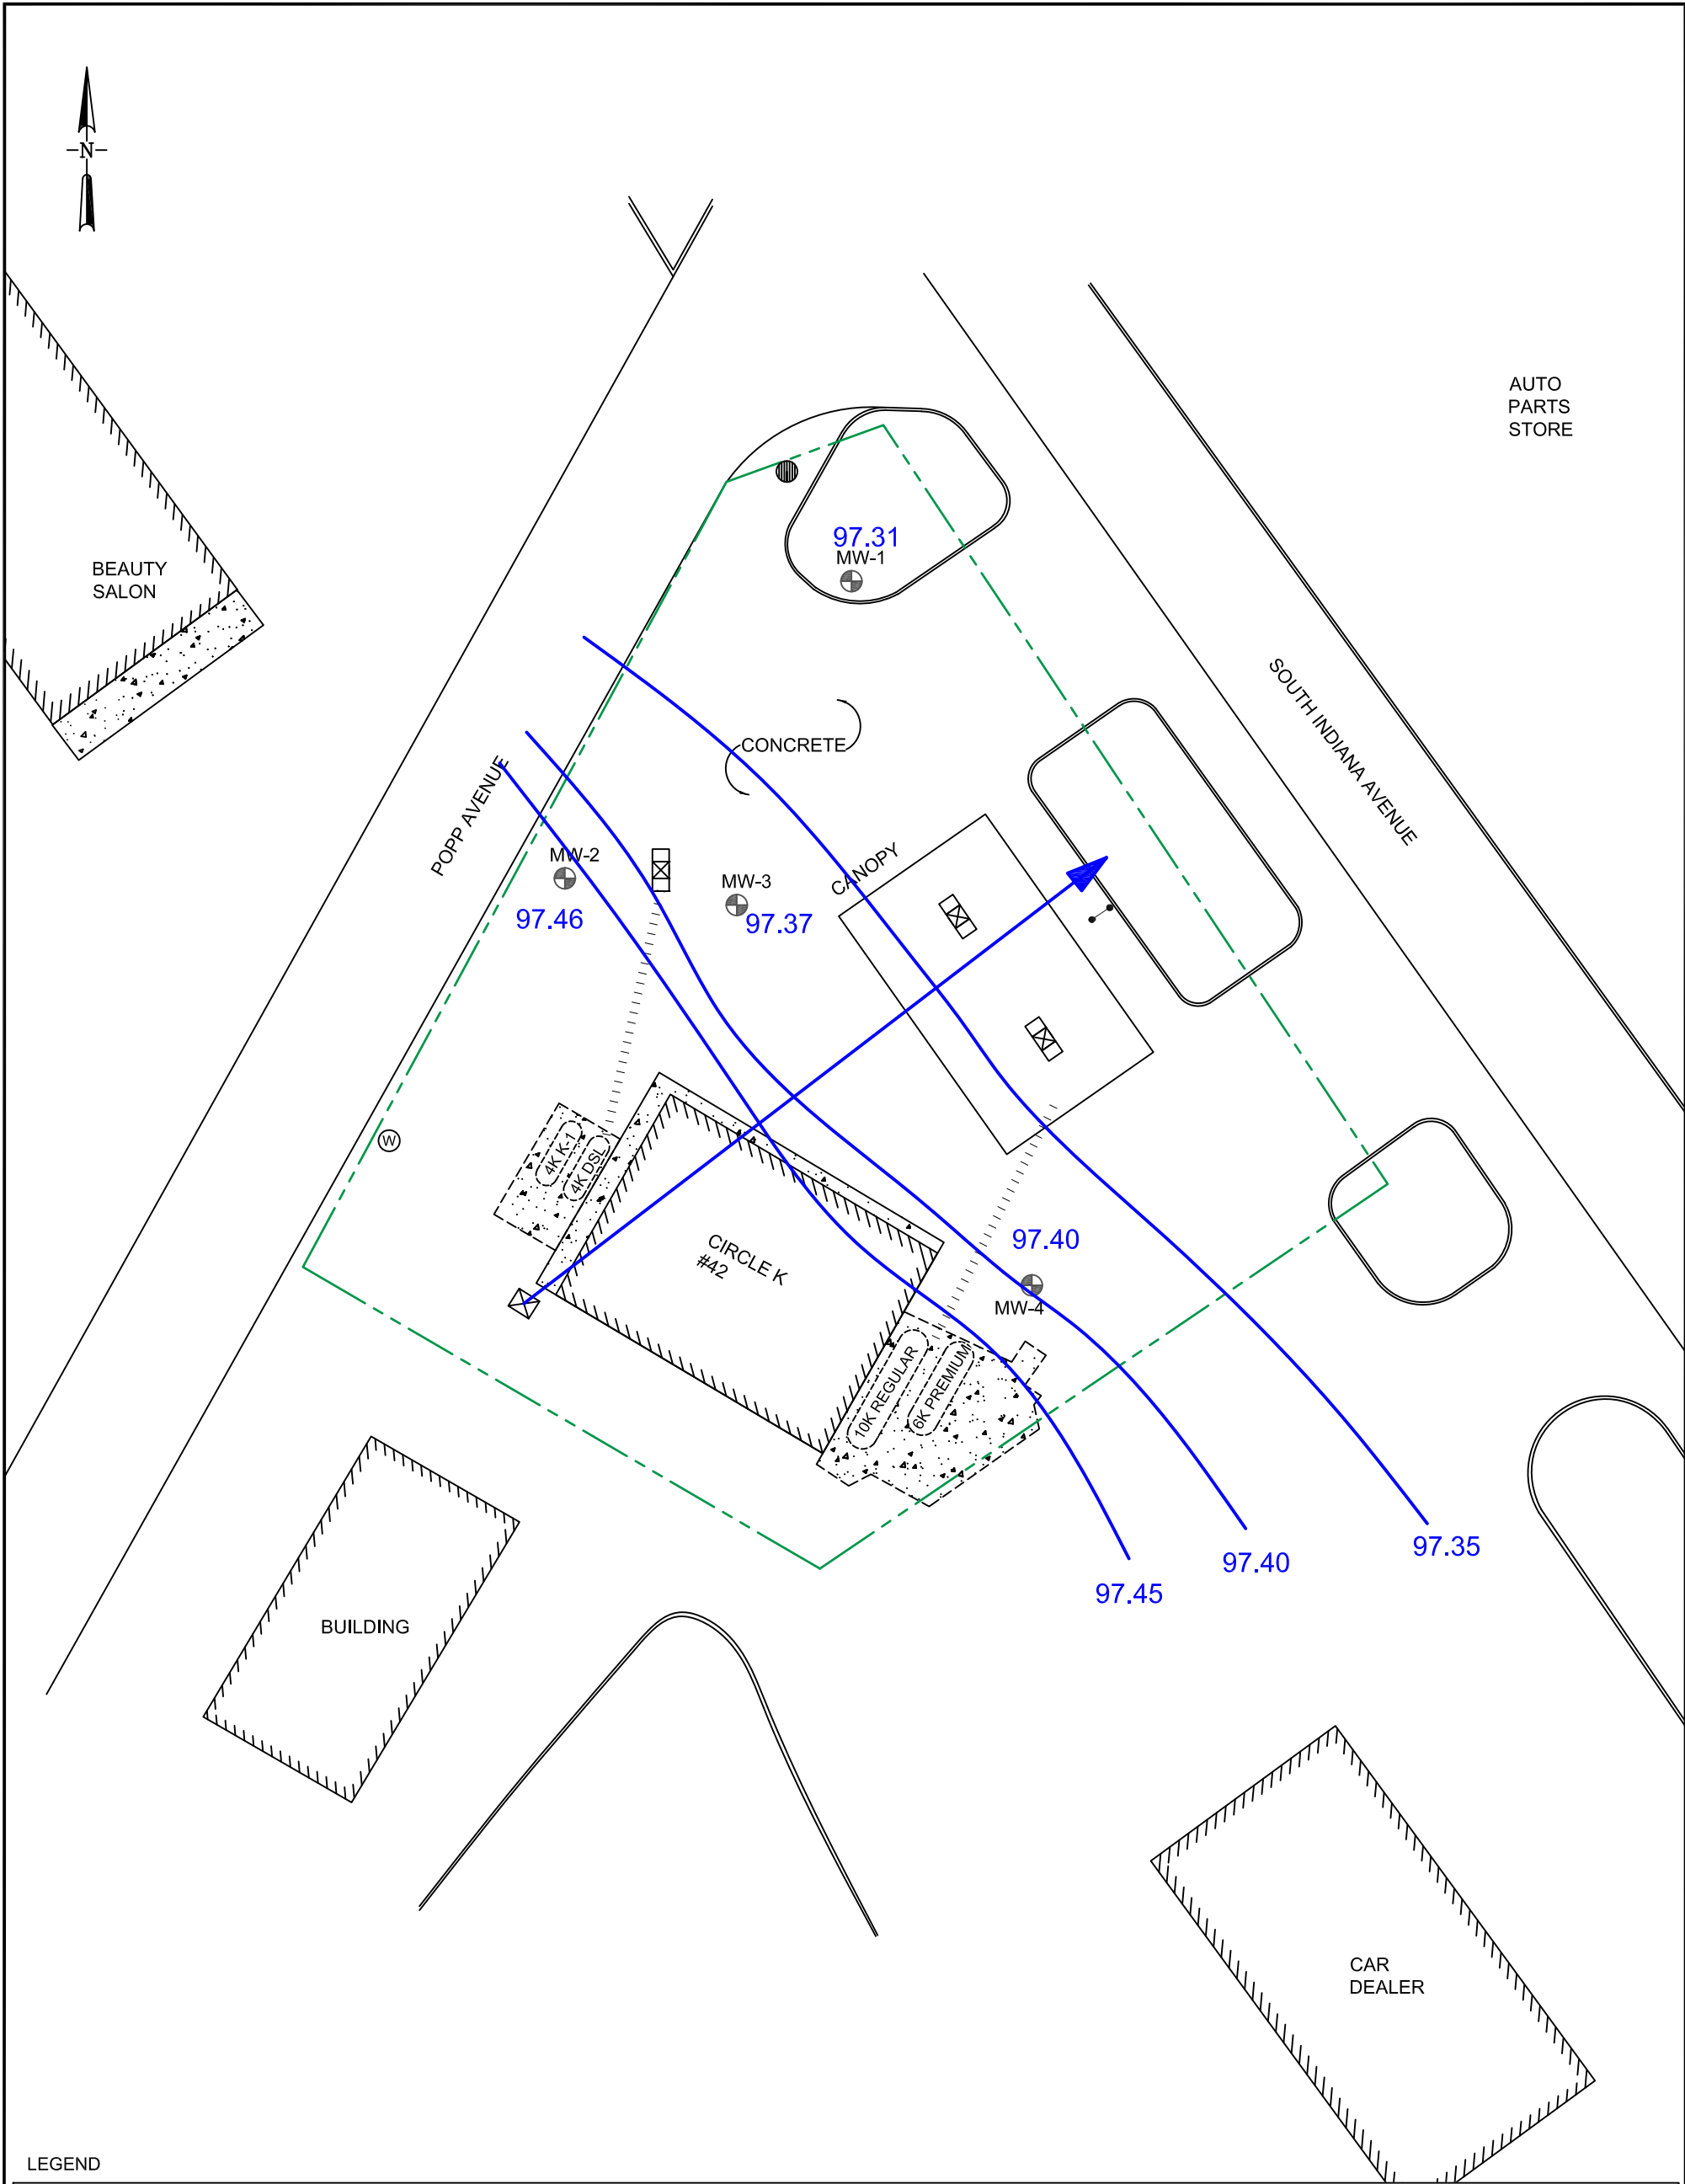 -N-
AUTO
PARTS
STORE
97.31
MW-1
BEAUTY
SALON
SOUTH INDIANA AVENUE
CONCRETE
POPP AVENUE
MW-2
97.46
MW-3
97.37
CANOPY
W
4K K-1
4K DSL
CIRCLE K
#42
97.40
MW-4
10K REGULAR
6K PREMIUM
97.35
97.40
97.45
BUILDING
CAR
DEALER
LEGEND